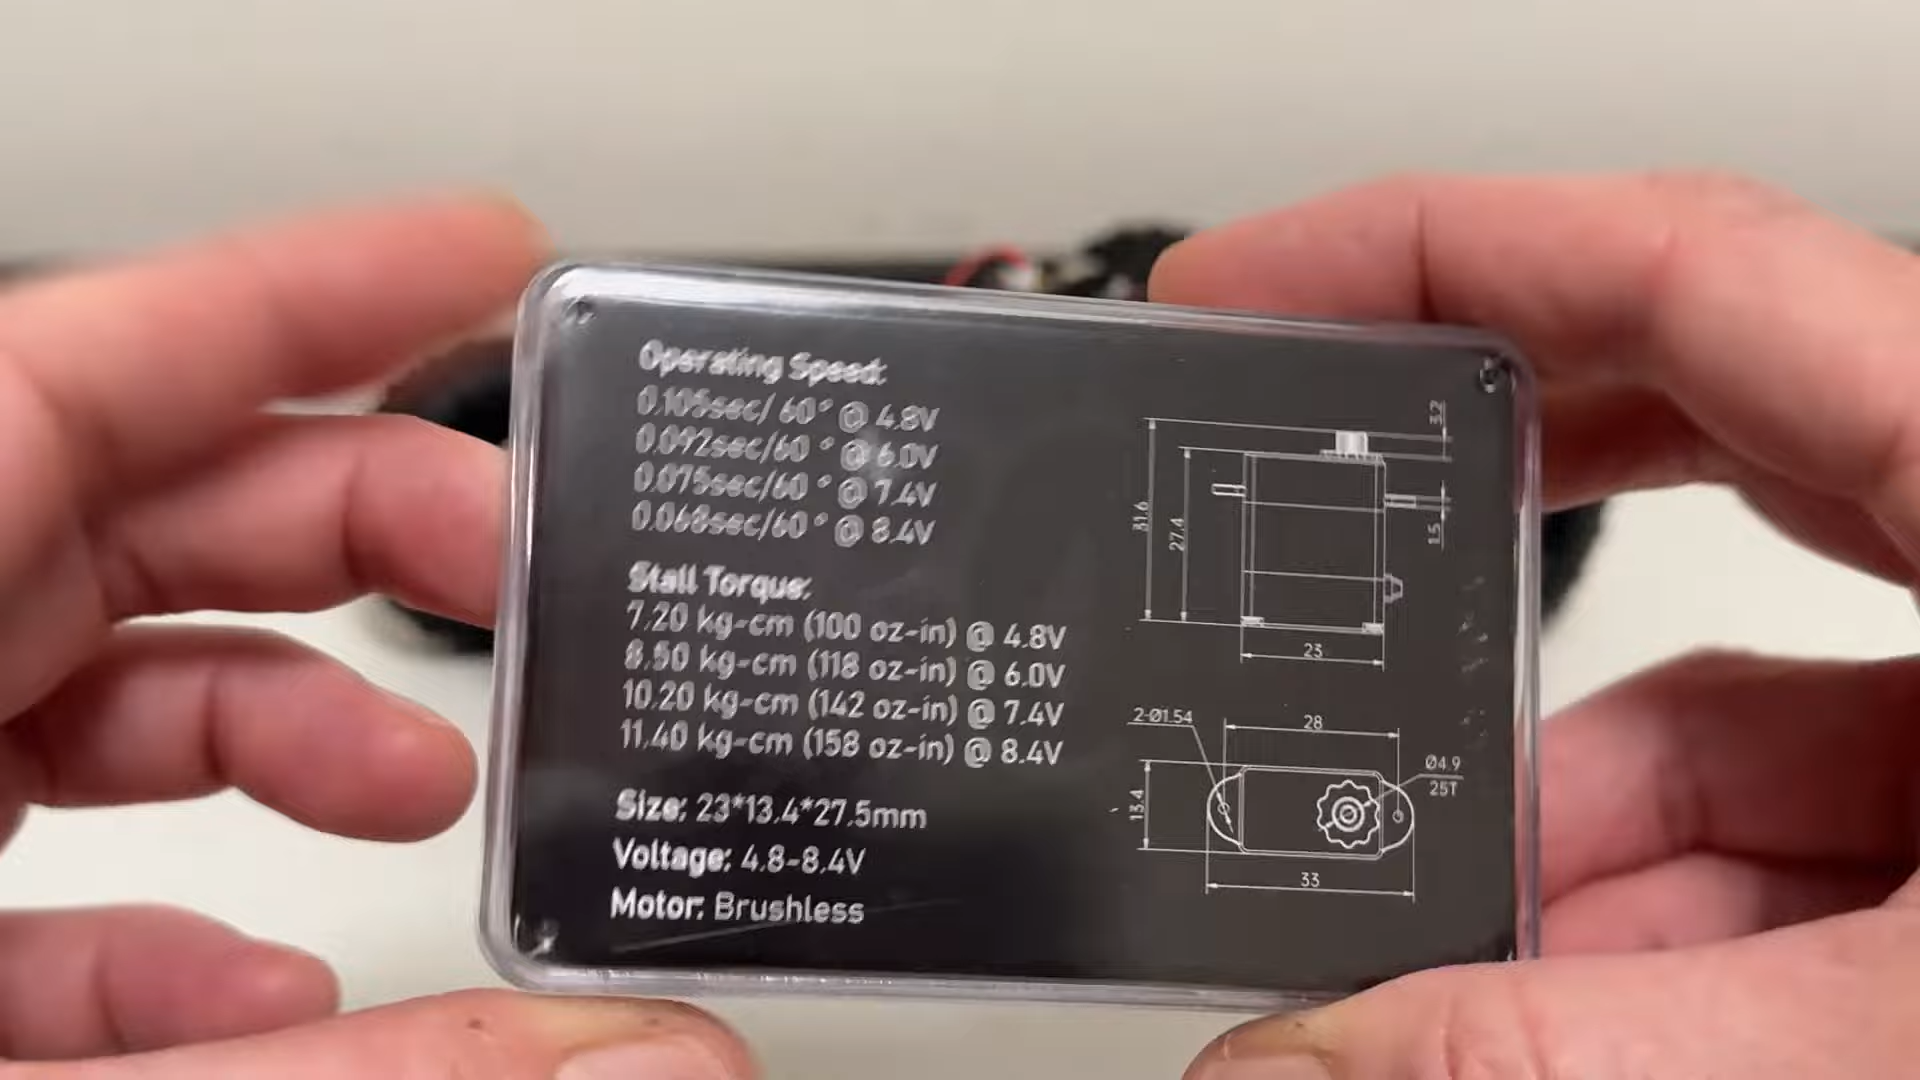 Operating Speed:
0.105sec/ 60° @ 4.8V
0.092sec/60 ° @ 6.0V
0.075sec/60 ° @ 7.4V
0.068sec/60 ° @ 8.4V
Stall Torque:
7.20 kg-cm (100 oz-in) @ 4.8V
8.50 kg-cm (118 oz-in) @ 6.0V
10.20 kg-cm (142 oz-in) @ 7.4V
11.40 kg-cm (158 oz-in) @ 8.4V
Size: 23*13.4*27.5mm
Voltage: 4.8-8.4V
Motor: Brushless
3.2
31.6
27.4
1.5
23
2-Ø1.54
28
Ø4.9
25T
13.4
33